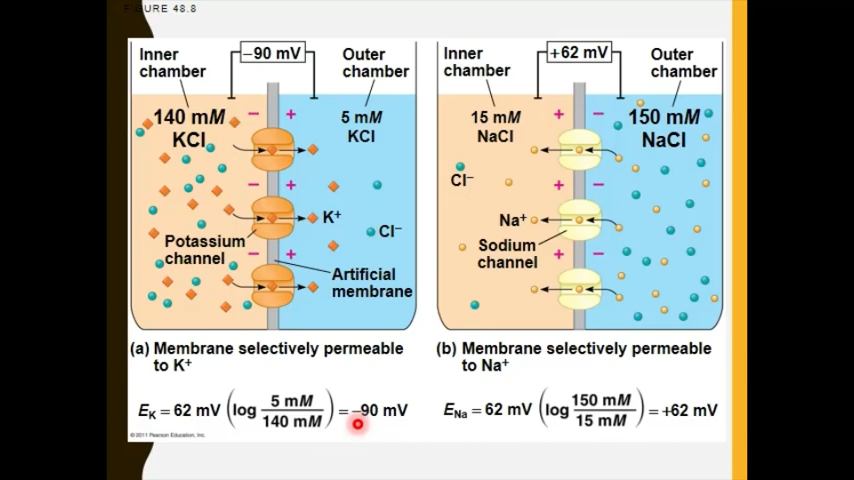 FIGURE 48.8
Inner
chamber
−90 mV
Outer
chamber
140 mM
KCl
5 mM
KCl
K+
Cl−
Potassium
channel
Artificial
membrane
(a) Membrane selectively permeable
to K+
EK = 62 mV (log 5 mM / 140 mM) = −90 mV
Inner
chamber
+62 mV
Outer
chamber
15 mM
NaCl
150 mM
NaCl
Cl−
Na+
Sodium
channel
(b) Membrane selectively permeable
to Na+
ENa = 62 mV (log 150 mM / 15 mM) = +62 mV
© 2011 Pearson Education, Inc.